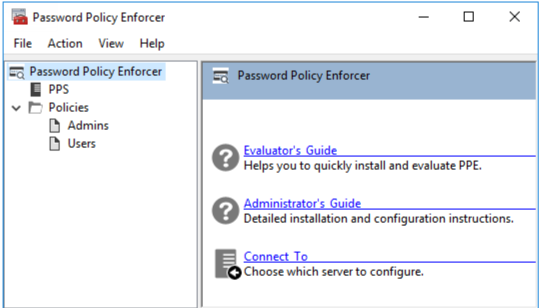 Password Policy Enforcer
File Action View Help
Password Policy Enforcer
PPS
Policies
Admins
Users
Password Policy Enforcer
Evaluator's Guide
Helps you to quickly install and evaluate PPE.
Administrator's Guide
Detailed installation and configuration instructions.
Connect To
Choose which server to configure.